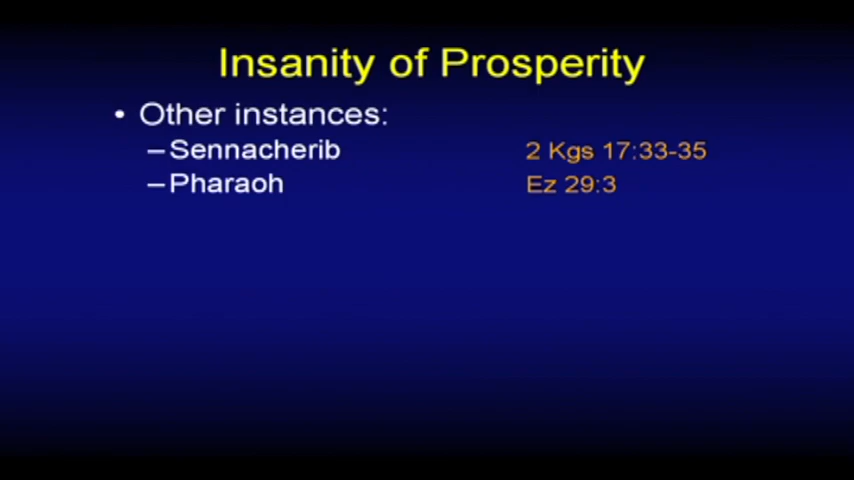 Insanity of Prosperity
• Other instances:
–Sennacherib 2 Kgs 17:33-35
–Pharaoh Ez 29:3